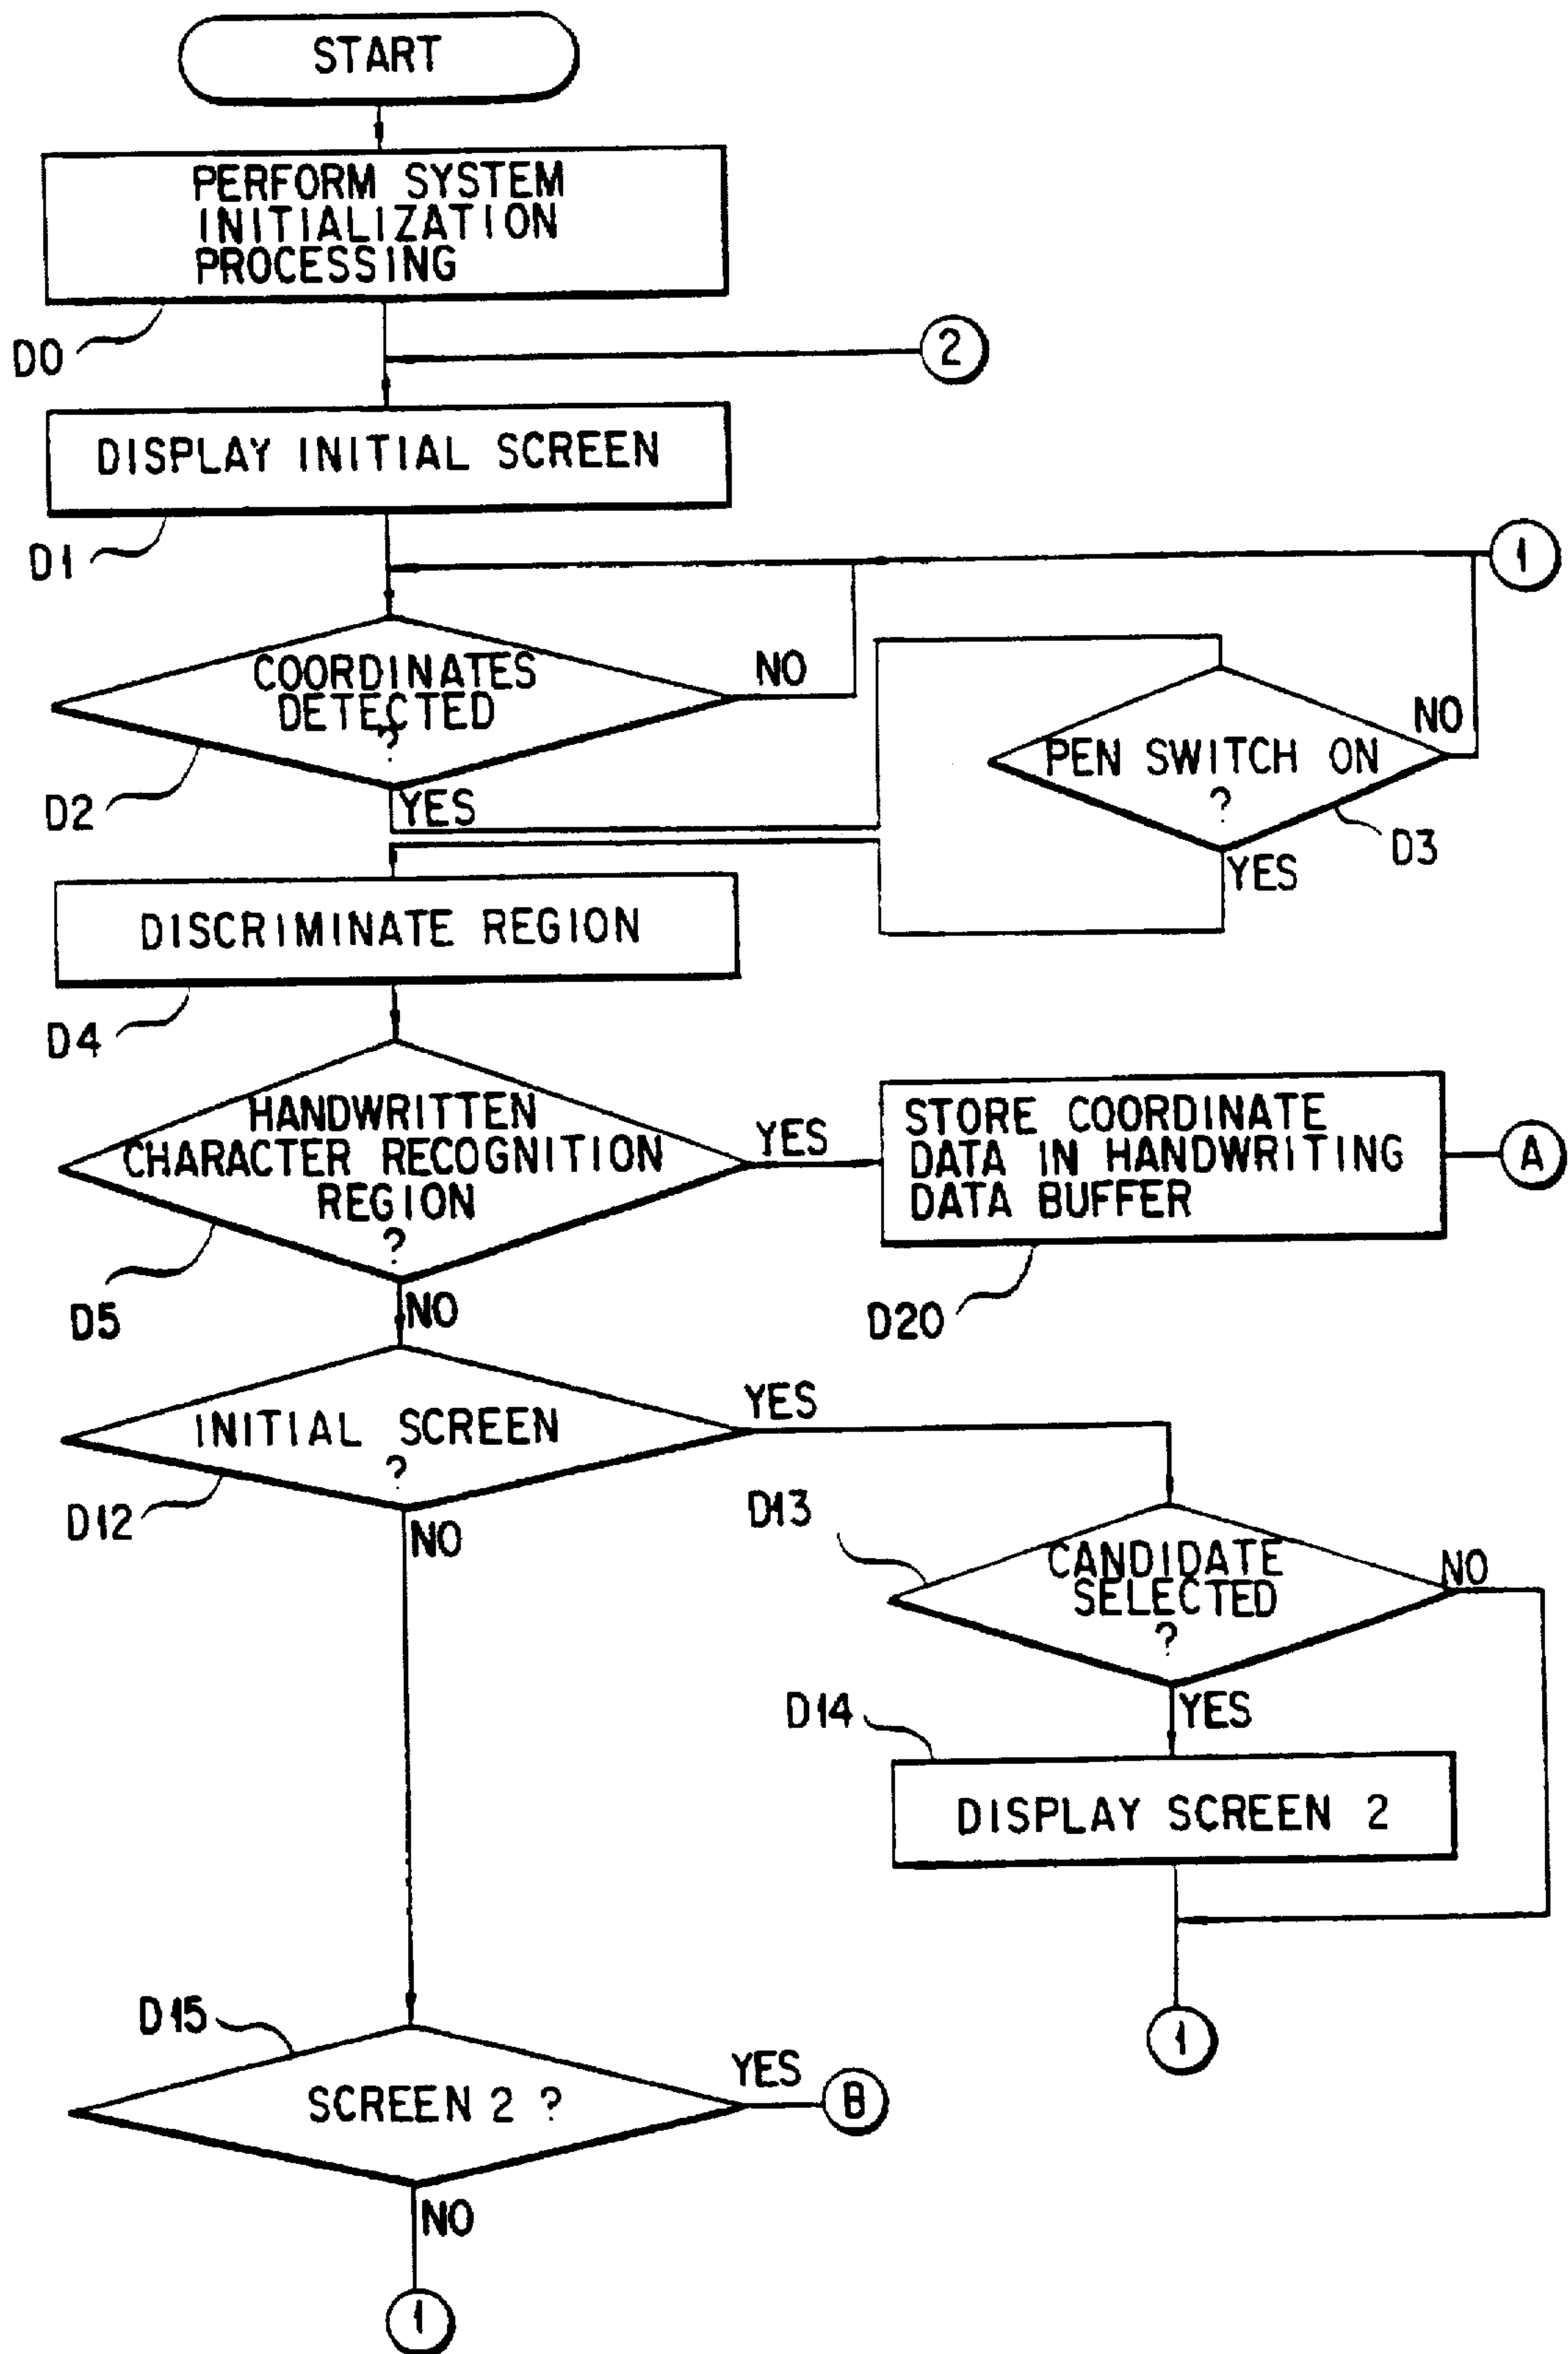 START
PERFORM SYSTEM
INITIALIZATION
PROCESSING
D0
2
DISPLAY INITIAL SCREEN
D1
1
COORDINATES
DETECTED
?
NO
D2
YES
PEN SWITCH ON
?
NO
D3
YES
DISCRIMINATE REGION
D4
HANDWRITTEN
CHARACTER RECOGNITION
REGION
?
YES
D5
NO
STORE COORDINATE
DATA IN HANDWRITING
DATA BUFFER
A
D20
INITIAL SCREEN
?
YES
D12
NO
D13
CANDIDATE
SELECTED
?
NO
YES
D14
DISPLAY SCREEN 2
1
D15
SCREEN 2 ?
YES
B
NO
1